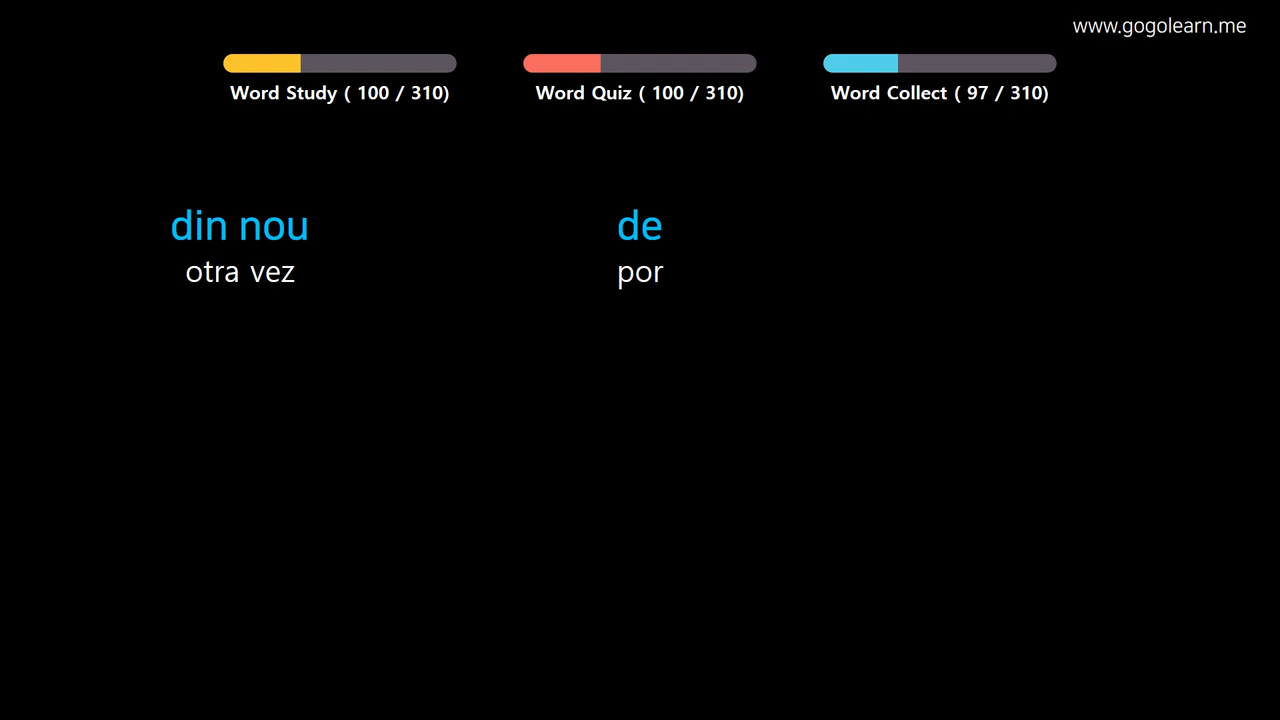 www.gogolearn.me
Word Study ( 100 / 310)
Word Quiz ( 100 / 310)
Word Collect ( 97 / 310)
din nou
otra vez
de
por